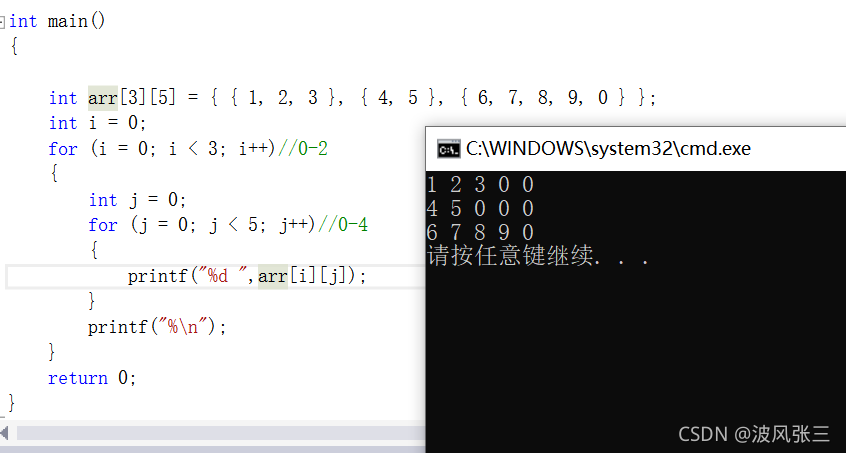 int main()
{
int arr[3][5] = { { 1, 2, 3 }, { 4, 5 }, { 6, 7, 8, 9, 0 } };
int i = 0;
for (i = 0; i < 3; i++)//0-2
{
int j = 0;
for (j = 0; j < 5; j++)//0-4
{
printf("%d ",arr[i][j]);
}
printf("%\n");
}
return 0;
}
C:\WINDOWS\system32\cmd.exe
1 2 3 0 0
4 5 0 0 0
6 7 8 9 0
请按任意键继续. . .
CSDN @波风张三